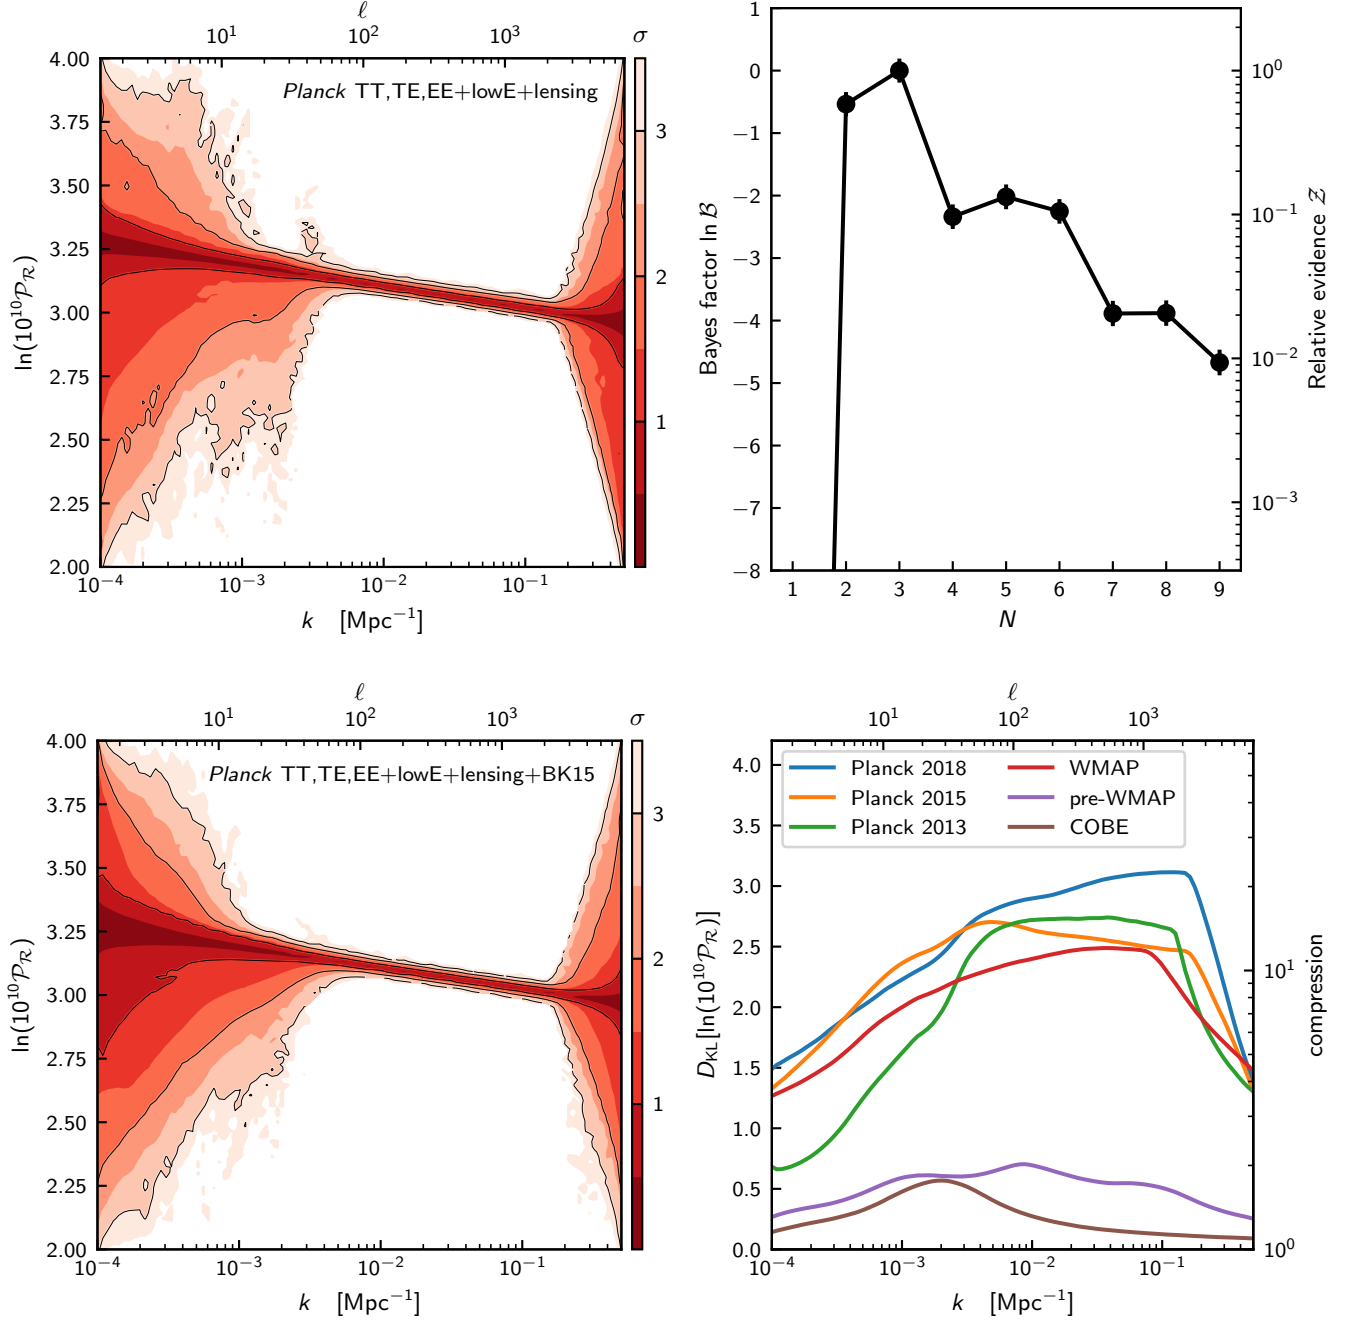 ℓ
10¹ 10² 10³
σ
4.00
3.75
3.50
3.25
3.00
2.75
2.50
2.25
2.00
ln(10¹⁰𝒫_ℛ)
Planck TT,TE,EE+lowE+lensing
3
2
1
10⁻⁴ 10⁻³ 10⁻² 10⁻¹
k [Mpc⁻¹]
1
0
−1
−2
−3
−4
−5
−6
−7
−8
Bayes factor ln ℬ
10⁰
10⁻¹
10⁻²
10⁻³
Relative evidence 𝒵
1 2 3 4 5 6 7 8 9
N
ℓ
10¹ 10² 10³
σ
4.00
3.75
3.50
3.25
3.00
2.75
2.50
2.25
2.00
ln(10¹⁰𝒫_ℛ)
Planck TT,TE,EE+lowE+lensing+BK15
3
2
1
10⁻⁴ 10⁻³ 10⁻² 10⁻¹
k [Mpc⁻¹]
ℓ
10¹ 10² 10³
4.0
3.5
3.0
2.5
2.0
1.5
1.0
0.5
0.0
D_KL[ln(10¹⁰𝒫_ℛ)]
Planck 2018 WMAP
Planck 2015 pre-WMAP
Planck 2013 COBE
10¹
10⁰
compression
10⁻⁴ 10⁻³ 10⁻² 10⁻¹
k [Mpc⁻¹]